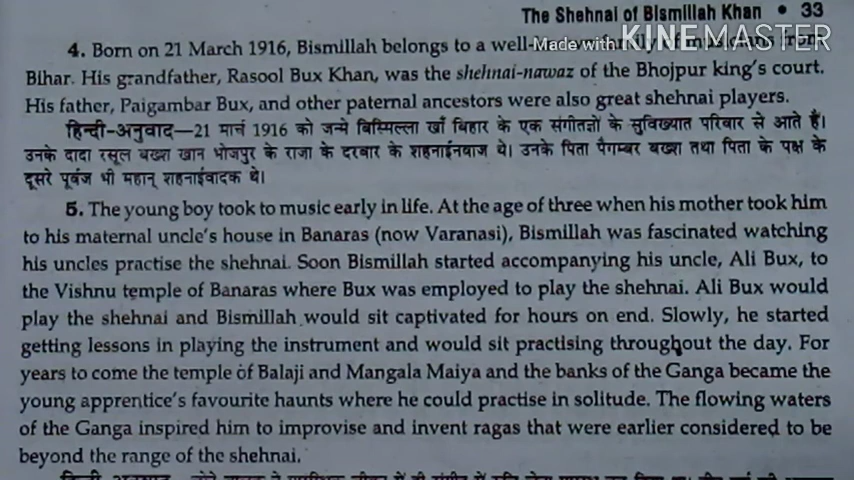 The Shehnai of Bismillah Khan • 33
Made with KINEMASTER
4. Born on 21 March 1916, Bismillah belongs to a well- family of musicians from
Bihar. His grandfather, Rasool Bux Khan, was the shehnai-nawaz of the Bhojpur king's court.
His father, Paigambar Bux, and other paternal ancestors were also great shehnai players.
हिन्दी-अनुवाद—21 मार्च 1916 को जन्मे बिस्मिल्ला खाँ बिहार के एक संगीतज्ञों के सुविख्यात परिवार से आते हैं।
उनके दादा रसूल बख्श खान भोजपुर के राजा के दरबार के शहनाईनवाज थे। उनके पिता पैगम्बर बख्श तथा पिता के पक्ष के
दूसरे पूर्वज भी महान् शहनाईवादक थे।
5. The young boy took to music early in life. At the age of three when his mother took him
to his maternal uncle's house in Banaras (now Varanasi), Bismillah was fascinated watching
his uncles practise the shehnai. Soon Bismillah started accompanying his uncle, Ali Bux, to
the Vishnu temple of Banaras where Bux was employed to play the shehnai. Ali Bux would
play the shehnai and Bismillah would sit captivated for hours on end. Slowly, he started
getting lessons in playing the instrument and would sit practising throughout the day. For
years to come the temple of Balaji and Mangala Maiya and the banks of the Ganga became the
young apprentice's favourite haunts where he could practise in solitude. The flowing waters
of the Ganga inspired him to improvise and invent ragas that were earlier considered to be
beyond the range of the shehnai.